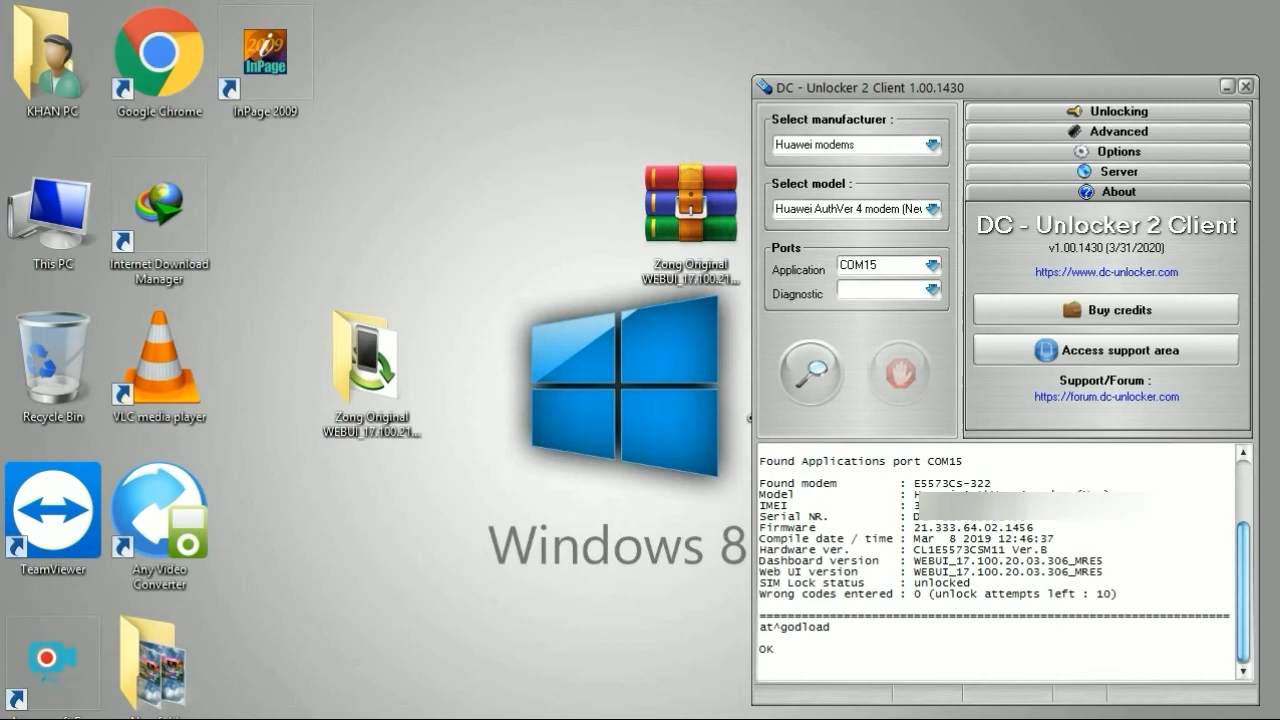 KHAN PC
Google Chrome
2009
InPage
InPage 2009
This PC
Internet Download
Manager
Zong Original
WEBUI_17.100.21...
Recycle Bin
VLC media player
Zong Original
WEBUI_17.100.21...
TeamViewer
Any Video
Converter
Windows 8
DC - Unlocker 2 Client 1.00.1430
Select manufacturer :
Huawei modems
Select model :
Huawei AuthVer 4 modem (Nev
Ports
Application COM15
Diagnostic
Unlocking
Advanced
Options
Server
About
DC - Unlocker 2 Client
v1.00.1430 (3/31/2020)
https://www.dc-unlocker.com
Buy credits
Access support area
Support/Forum :
https://forum.dc-unlocker.com
Found Applications port COM15
Found modem : E5573Cs-322
Model :
IMEI : 3
Serial NR. : D
Firmware : 21.333.64.02.1456
Compile date / time : Mar 8 2019 12:46:37
Hardware ver. : CL1E5573CSM11 Ver.B
Dashboard version : WEBUI_17.100.20.03.306_MRE5
Web UI version : WEBUI_17.100.20.03.306_MRE5
SIM Lock status : unlocked
Wrong codes entered : 0 (unlock attempts left : 10)
===================================================================
at^godload
OK